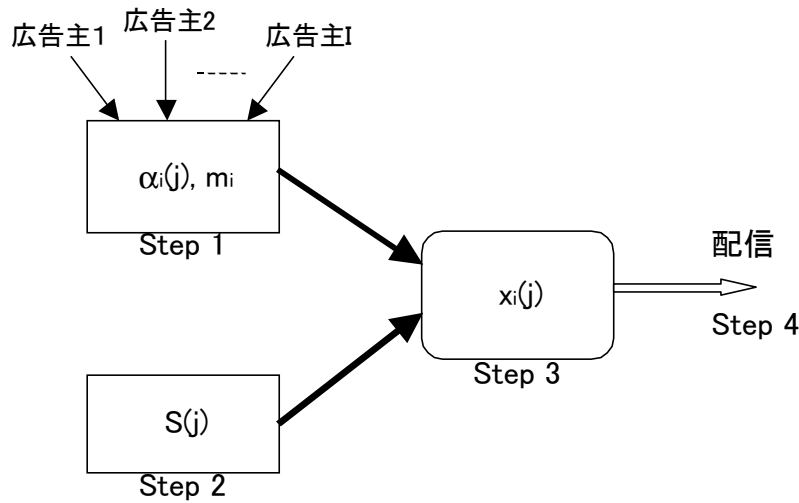 広告主1
広告主2
広告主I
αi(j), mi
Step 1
配信
xi(j)
Step 4
Step 3
S(j)
Step 2